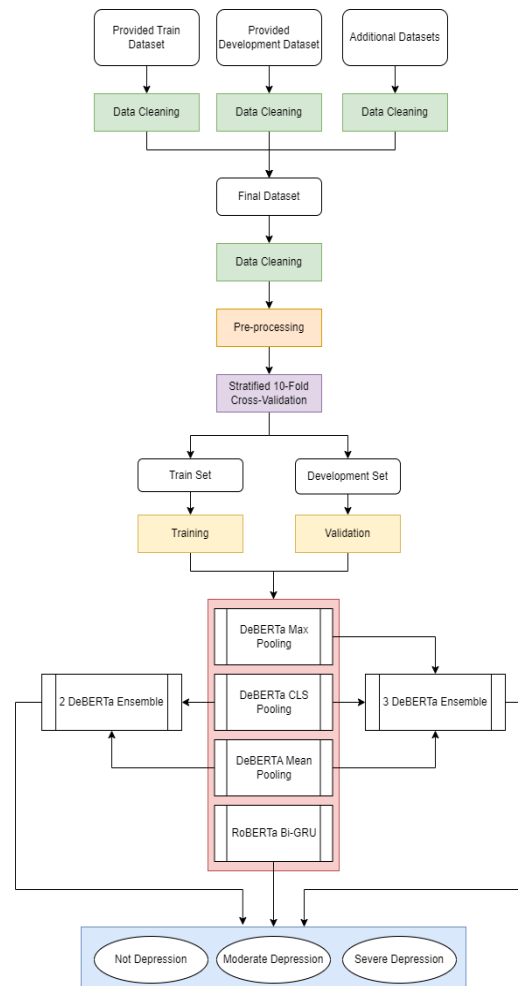 Provided Train
Dataset
Provided
Development Dataset
Additional Datasets
Data Cleaning
Data Cleaning
Data Cleaning
Final Dataset
Data Cleaning
Pre-processing
Stratified 10-Fold
Cross-Validation
Train Set
Development Set
Training
Validation
DeBERTa Max
Pooling
2 DeBERTa Ensemble
DeBERTa CLS
Pooling
3 DeBERTa Ensemble
DeBERTA Mean
Pooling
RoBERTa Bi-GRU
Not Depression
Moderate Depression
Severe Depression